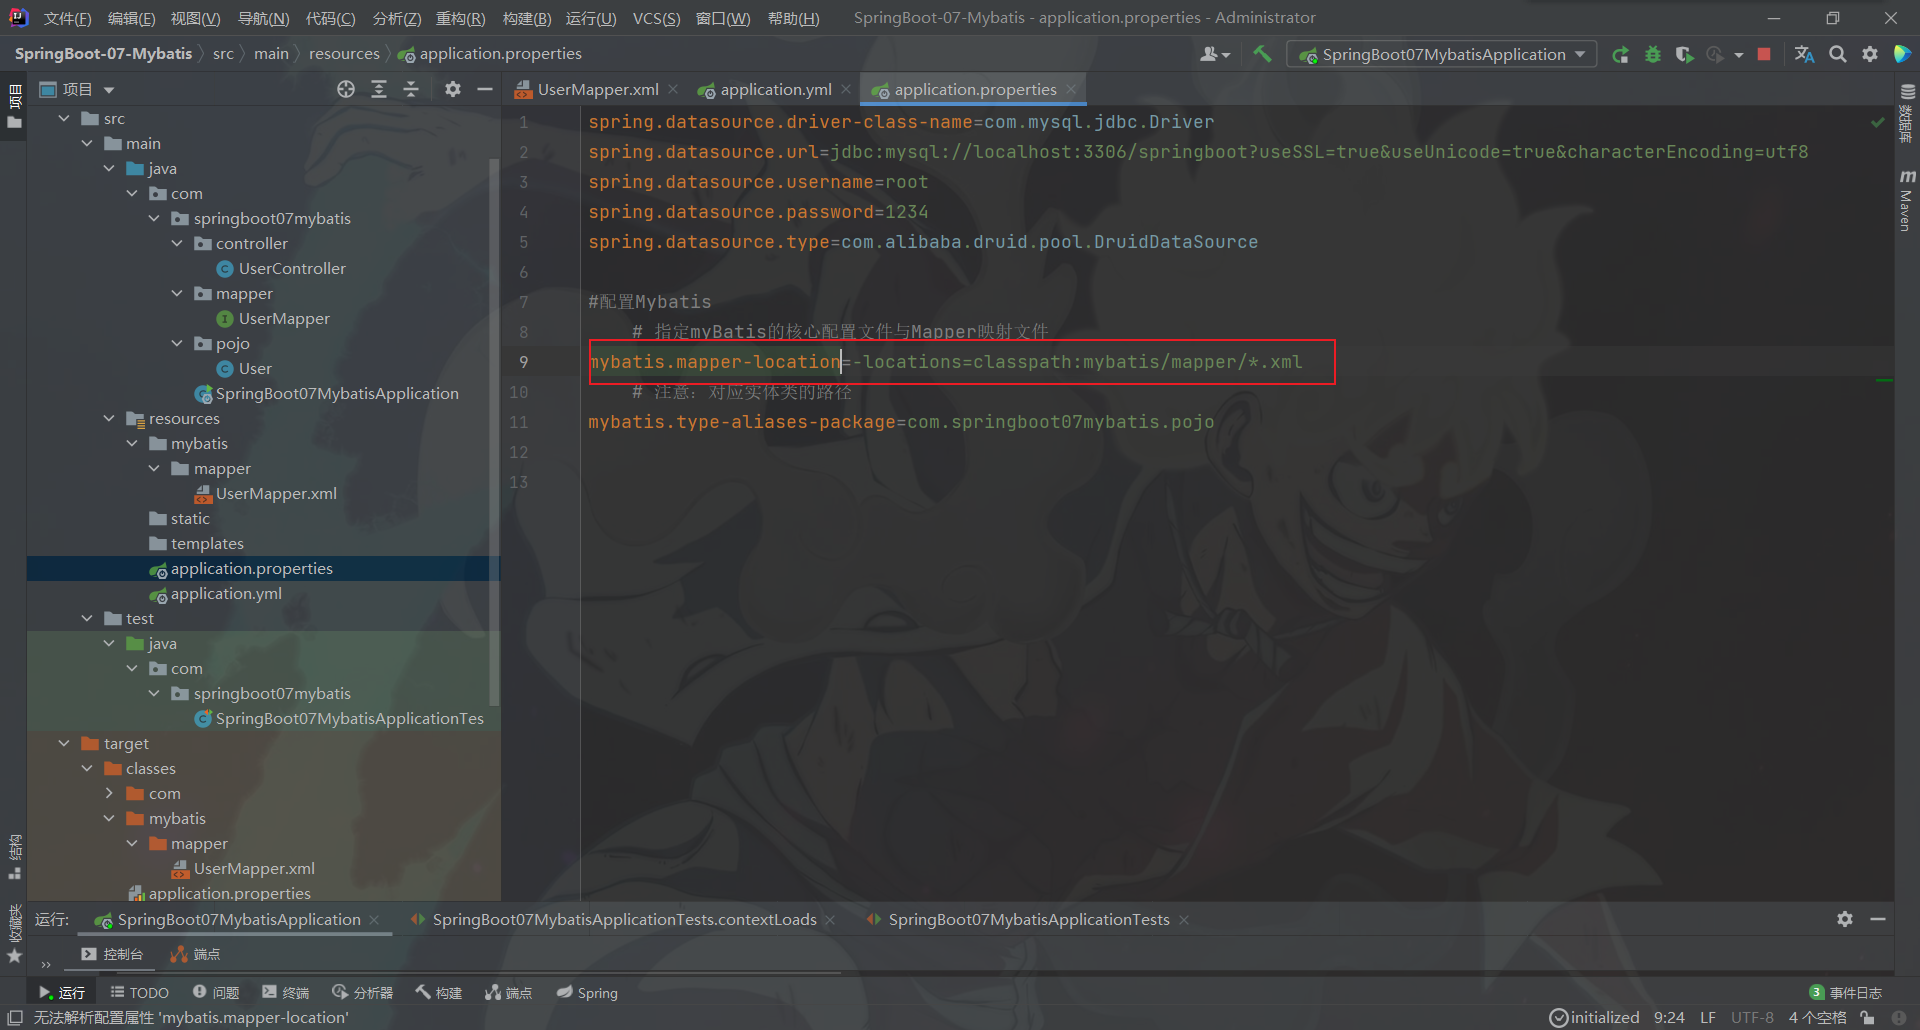 文件(F) 编辑(E) 视图(V) 导航(N) 代码(C) 分析(Z) 重构(R) 构建(B) 运行(U) VCS(S) 窗口(W) 帮助(H) SpringBoot-07-Mybatis - application.properties - Administrator
SpringBoot-07-Mybatis src main resources application.properties SpringBoot07MybatisApplication
项目
项目
UserMapper.xml application.yml application.properties
src
main
java
com
springboot07mybatis
controller
UserController
mapper
UserMapper
pojo
User
SpringBoot07MybatisApplication
resources
mybatis
mapper
UserMapper.xml
static
templates
application.properties
application.yml
test
java
com
springboot07mybatis
SpringBoot07MybatisApplicationTes
target
classes
com
mybatis
mapper
UserMapper.xml
application.properties
1 spring.datasource.driver-class-name=com.mysql.jdbc.Driver
2 spring.datasource.url=jdbc:mysql://localhost:3306/springboot?useSSL=true&useUnicode=true&characterEncoding=utf8
3 spring.datasource.username=root
4 spring.datasource.password=1234
5 spring.datasource.type=com.alibaba.druid.pool.DruidDataSource
6
7 #配置Mybatis
8 # 指定myBatis的核心配置文件与Mapper映射文件
9 mybatis.mapper-location=-locations=classpath:mybatis/mapper/*.xml
10 # 注意：对应实体类的路径
11 mybatis.type-aliases-package=com.springboot07mybatis.pojo
12
13
数据库
Maven
结构
收藏夹
运行: SpringBoot07MybatisApplication SpringBoot07MybatisApplicationTests.contextLoads SpringBoot07MybatisApplicationTests
控制台 端点
运行 TODO 问题 终端 分析器 构建 端点 Spring 3 事件日志
无法解析配置属性 'mybatis.mapper-location' initialized 9:24 LF UTF-8 4 个空格